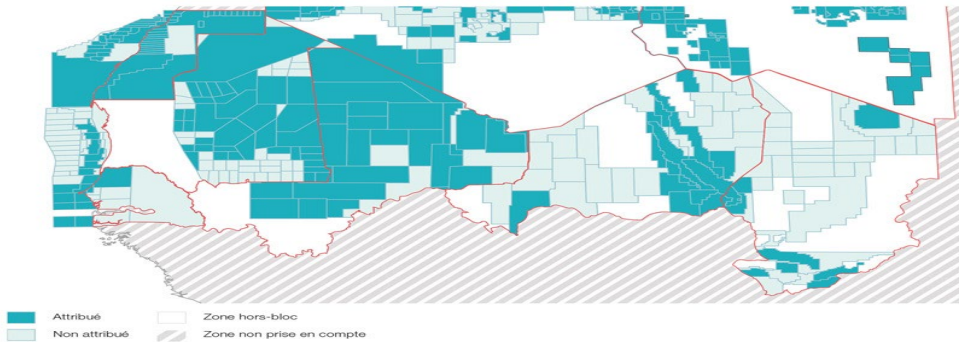 Attribué
Zone hors-bloc
Non attribué
Zone non prise en compte